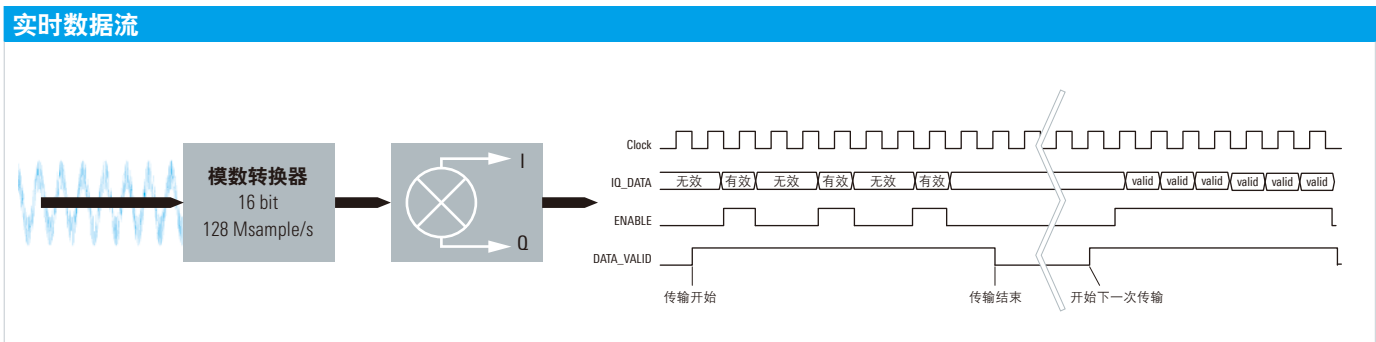 实时数据流
模数转换器
16 bit
128 Msample/s
I
Q
Clock
IQ_DATA 无效 有效 无效 有效 无效 有效 valid valid valid valid valid valid
ENABLE
DATA_VALID
传输开始 传输结束 开始下一次传输